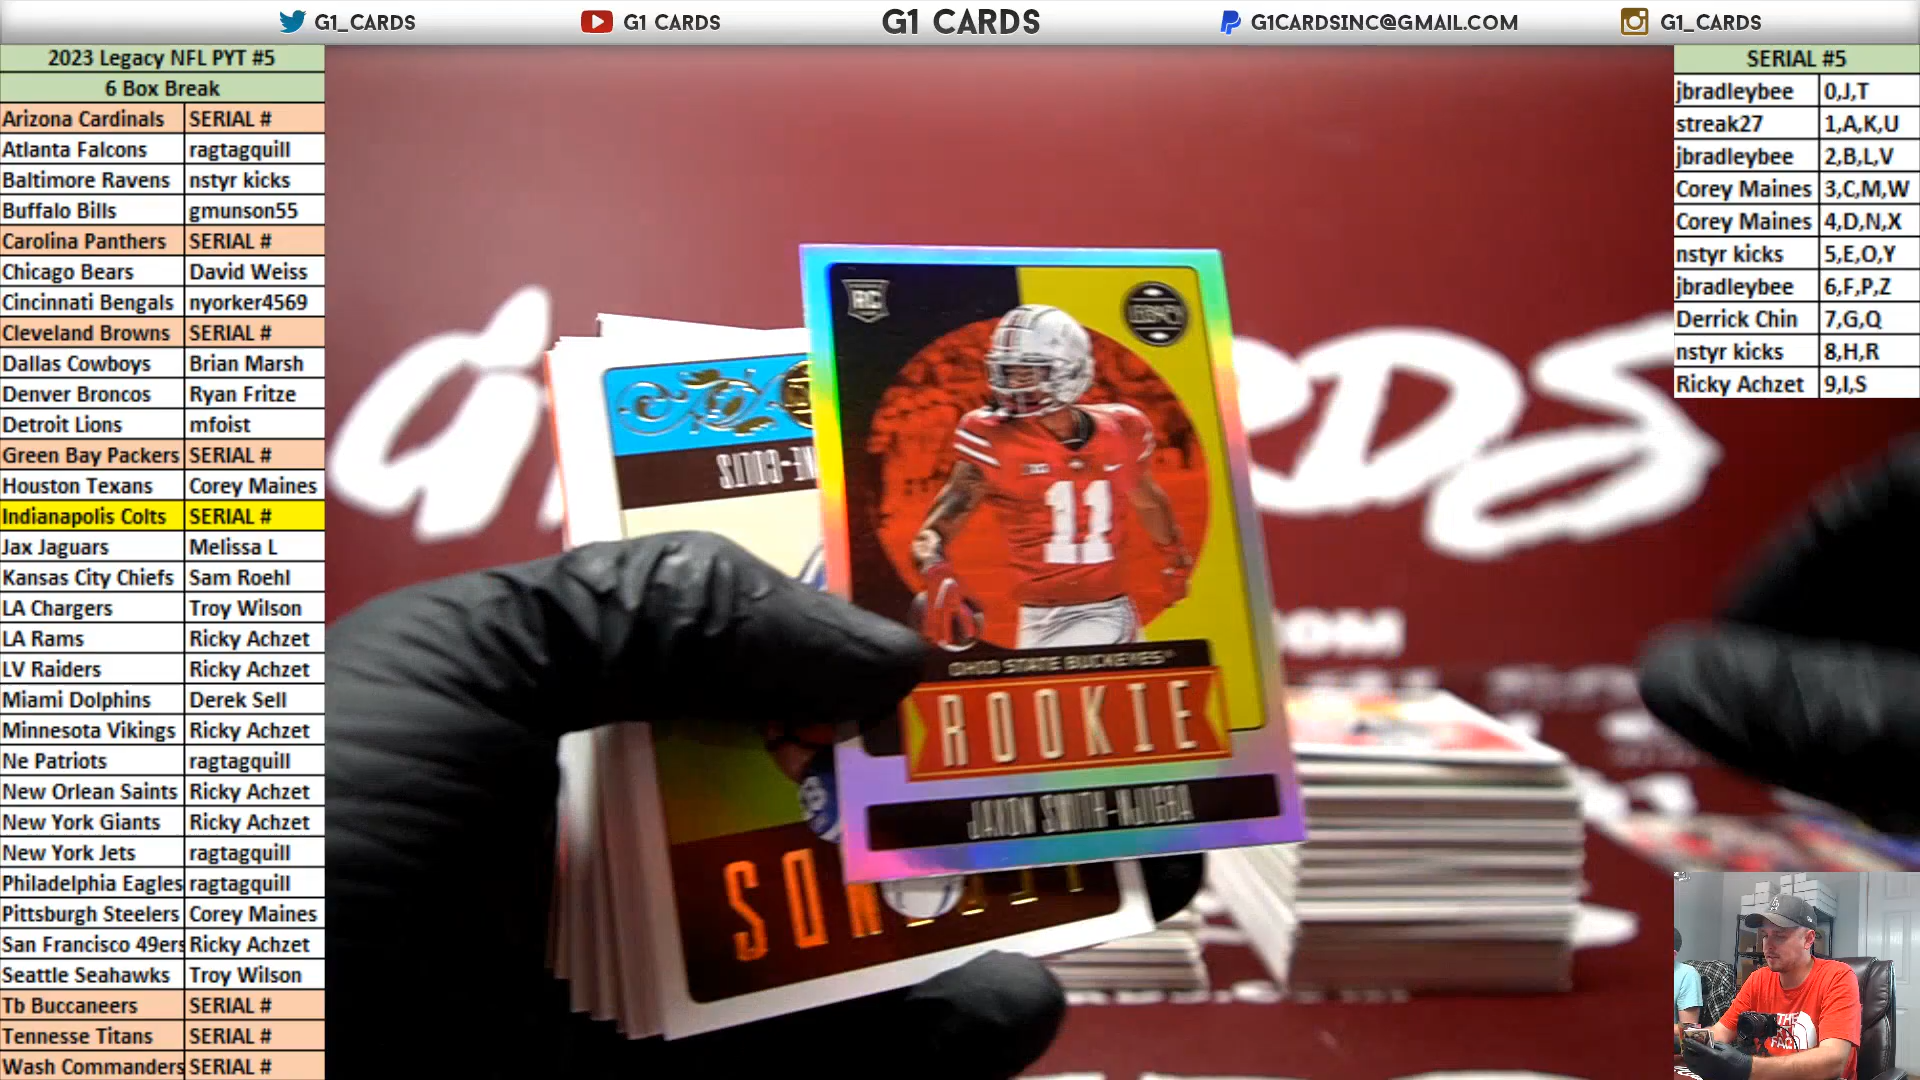 G1_CARDS
G1 CARDS
G1 CARDS
G1CARDSINC@GMAIL.COM
G1_CARDS
2023 Legacy NFL PYT #5
6 Box Break
Arizona Cardinals SERIAL #
Atlanta Falcons ragtagquill
Baltimore Ravens nstyr kicks
Buffalo Bills gmunson55
Carolina Panthers SERIAL #
Chicago Bears David Weiss
Cincinnati Bengals nyorker4569
Cleveland Browns SERIAL #
Dallas Cowboys Brian Marsh
Denver Broncos Ryan Fritze
Detroit Lions mfoist
Green Bay Packers SERIAL #
Houston Texans Corey Maines
Indianapolis Colts SERIAL #
Jax Jaguars Melissa L
Kansas City Chiefs Sam Roehl
LA Chargers Troy Wilson
LA Rams Ricky Achzet
LV Raiders Ricky Achzet
Miami Dolphins Derek Sell
Minnesota Vikings Ricky Achzet
Ne Patriots ragtagquill
New Orlean Saints Ricky Achzet
New York Giants Ricky Achzet
New York Jets ragtagquill
Philadelphia Eagles ragtagquill
Pittsburgh Steelers Corey Maines
San Francisco 49ers Ricky Achzet
Seattle Seahawks Troy Wilson
Tb Buccaneers SERIAL #
Tennesse Titans SERIAL #
Wash Commanders SERIAL #
RC
LEGACY
11
OHIO STATE BUCKEYES
ROOKIE
JAXON SMITH-NJIGBA
SERIAL #5
jbradleybee 0,J,T
streak27 1,A,K,U
jbradleybee 2,B,L,V
Corey Maines 3,C,M,W
Corey Maines 4,D,N,X
nstyr kicks 5,E,O,Y
jbradleybee 6,F,P,Z
Derrick Chin 7,G,Q
nstyr kicks 8,H,R
Ricky Achzet 9,I,S
THE